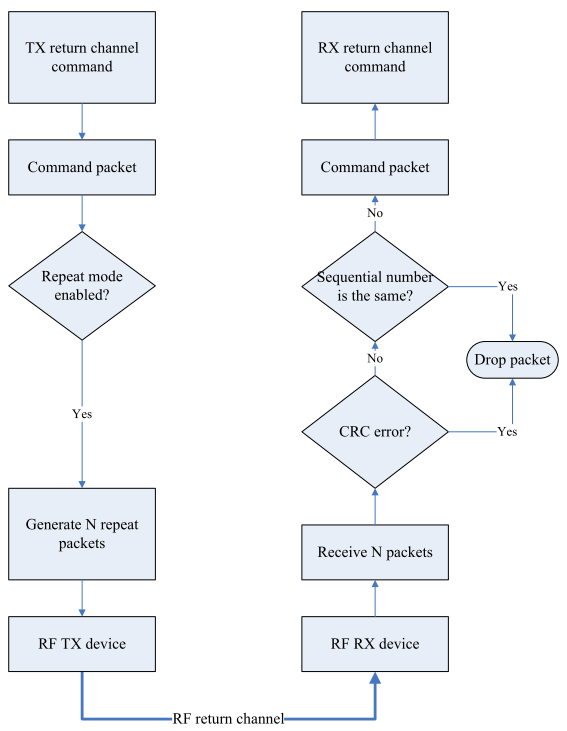 TX return channel
command
Command packet
Repeat mode
enabled?
Yes
Generate N repeat
packets
RF TX device
RF return channel
RX return channel
command
Command packet
No
Sequential number
is the same?
Yes
Drop packet
No
CRC error?
Yes
Receive N packets
RF RX device